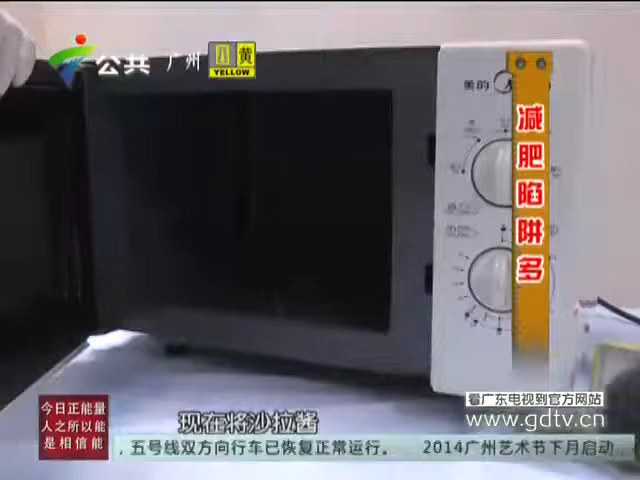 公共
广州
黄
YELLOW
美的
减肥陷阱多
现在将沙拉酱
今日正能量
人之所以能
是相信能
看广东电视到官方网站
www.gdtv.cn
，五号线双方向行车已恢复正常运行。 2014广州艺术节下月启动，